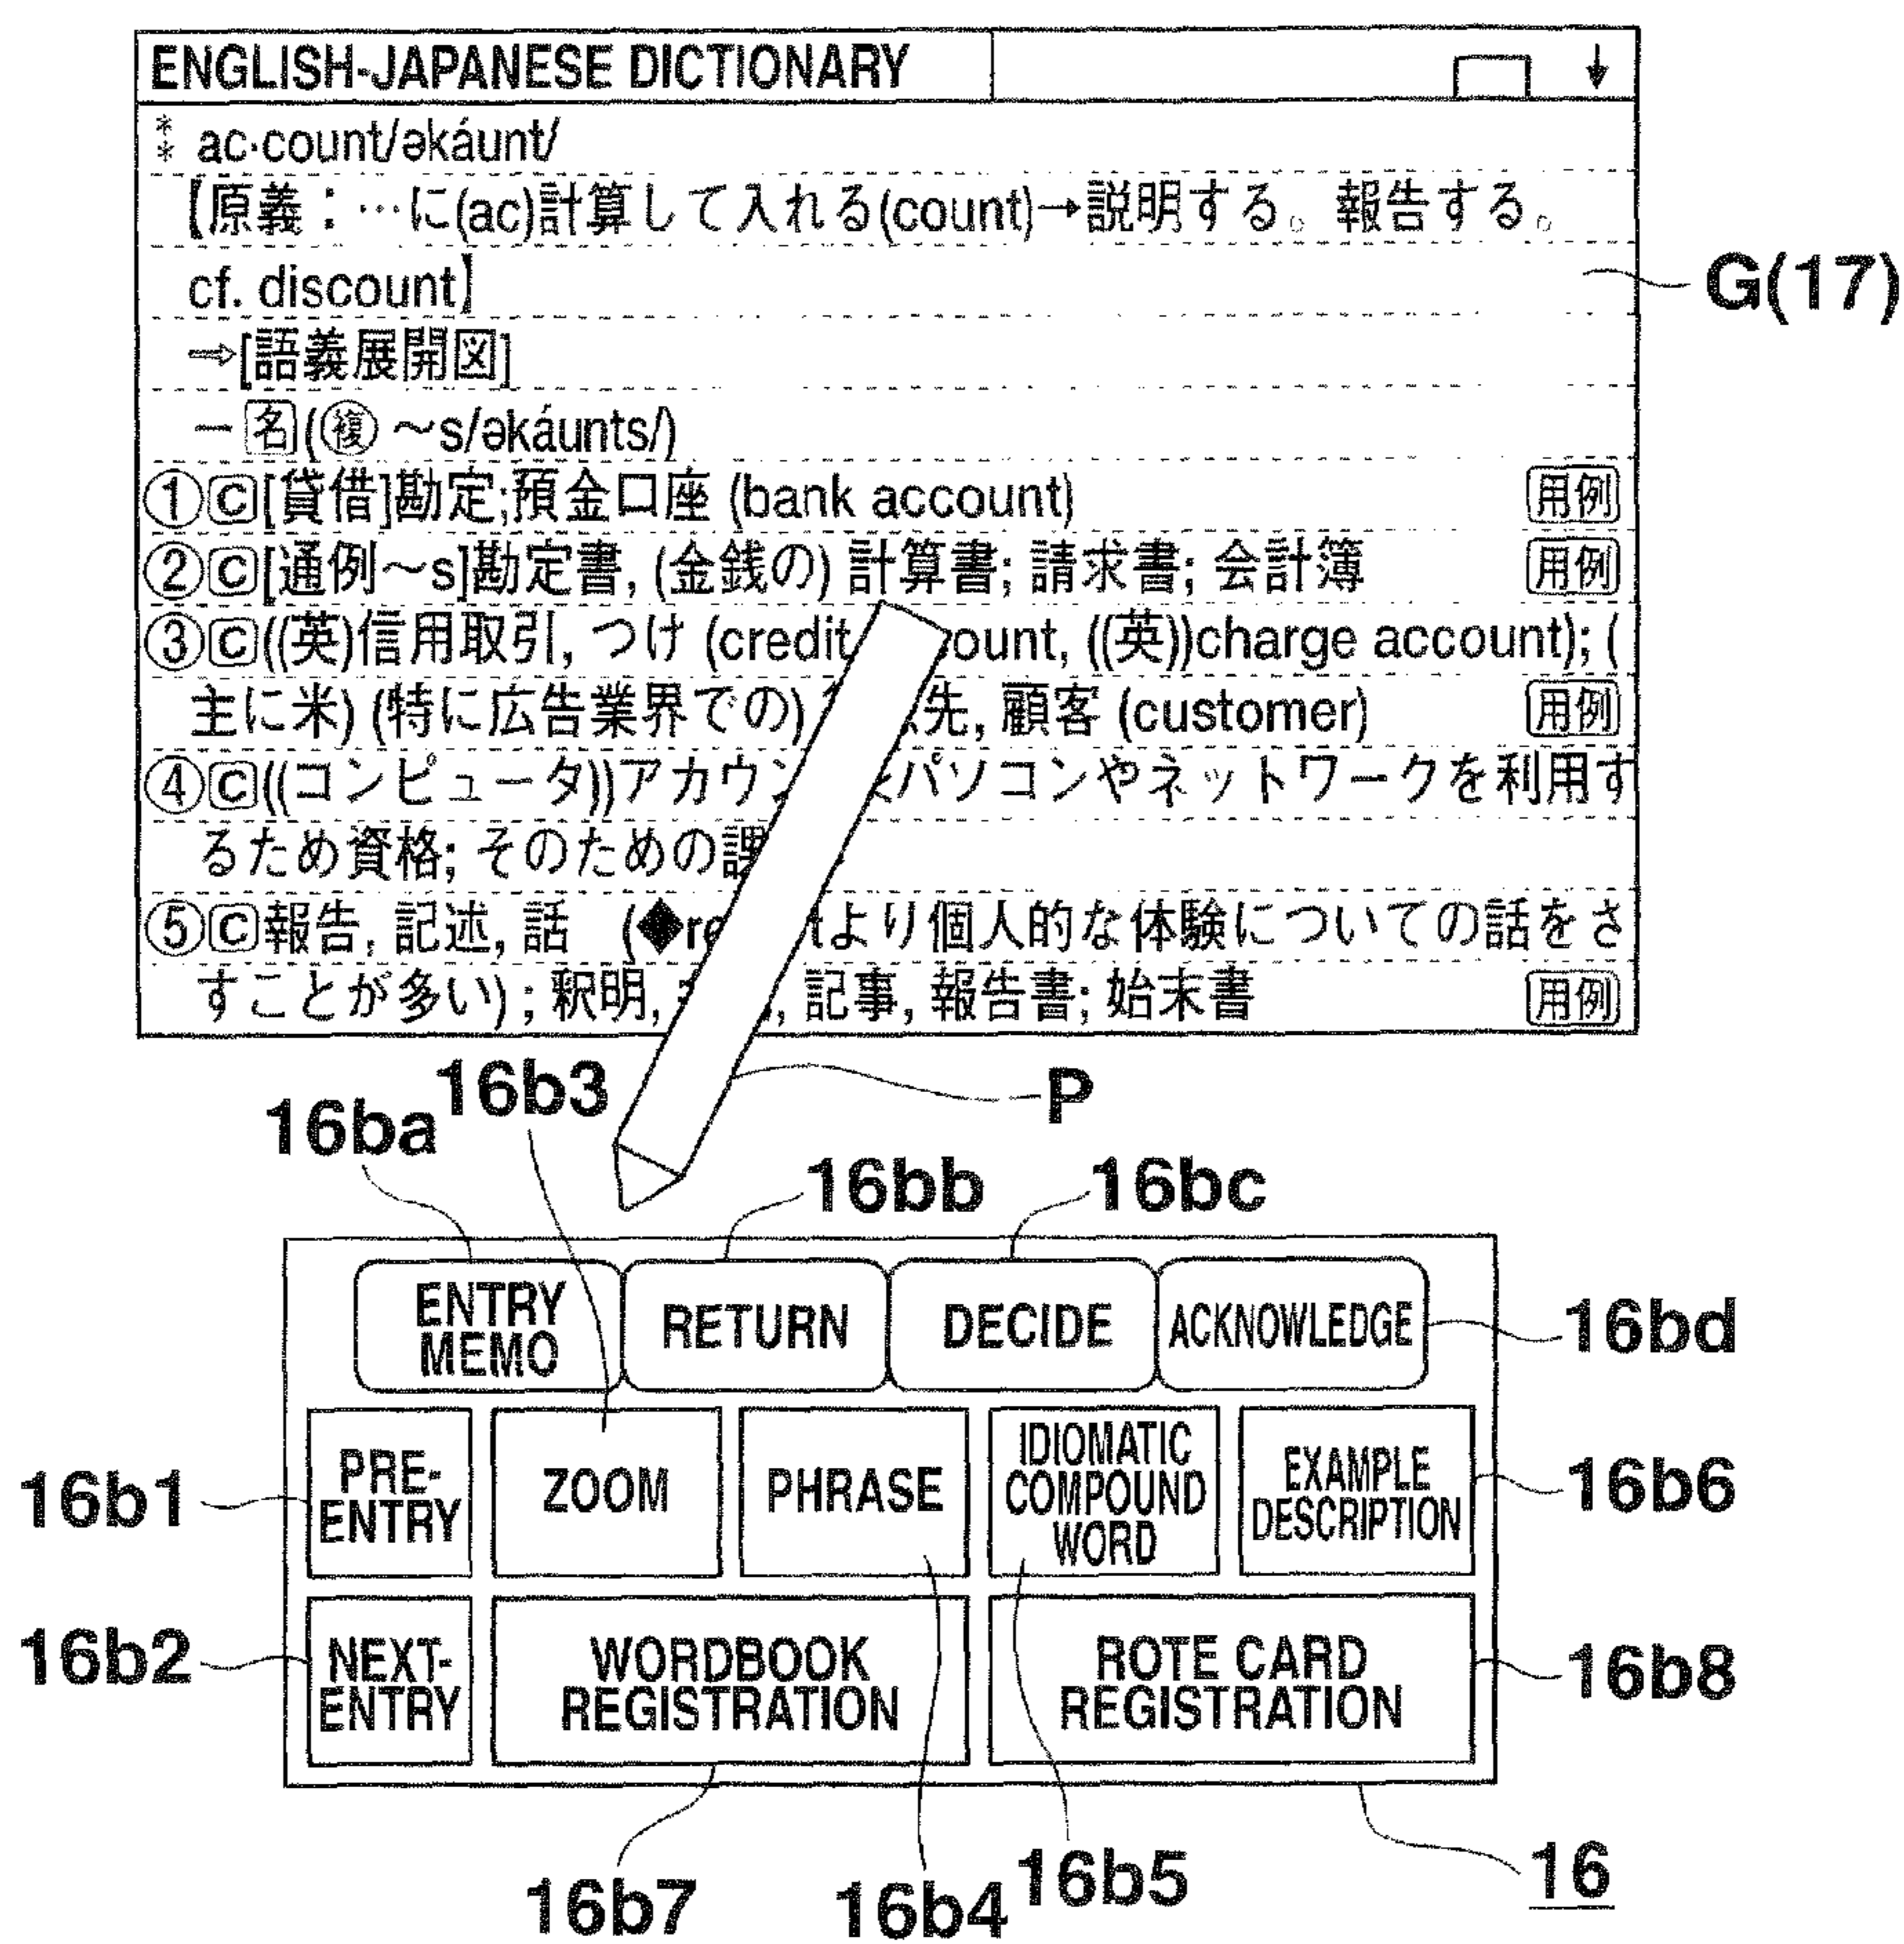 ENGLISH-JAPANESE DICTIONARY ↓
⁑ ac·count/əkáunt/
【原義：…に(ac)計算して入れる(count)→説明する。報告する。
cf. discount】
⇒[語義展開図]
ー名(複 〜s/əkáunts/)
①C[貸借]勘定;預金口座 (bank account) 用例
②C[通例〜s]勘定書, (金銭の) 計算書; 請求書; 会計簿 用例
③C((英)信用取引, つけ (credit ount, ((英))charge account); (
主に米) (特に広告業界での) 先, 顧客 (customer) 用例
④C((コンピュータ))アカウン パソコンやネットワークを利用す
るため資格; そのための課
⑤C報告, 記述, 話 (◆re より個人的な体験についての話をさ
すことが多い) ; 釈明, , 記事, 報告書; 始末書 用例
G(17)
P
16b3
16ba
16bb
16bc
ENTRY MEMO
RETURN
DECIDE
ACKNOWLEDGE
16bd
16b1
PRE-ENTRY
ZOOM
PHRASE
IDIOMATIC COMPOUND WORD
EXAMPLE DESCRIPTION
16b6
16b2
NEXT-ENTRY
WORDBOOK REGISTRATION
ROTE CARD REGISTRATION
16b8
16b7
16b4
16b5
16